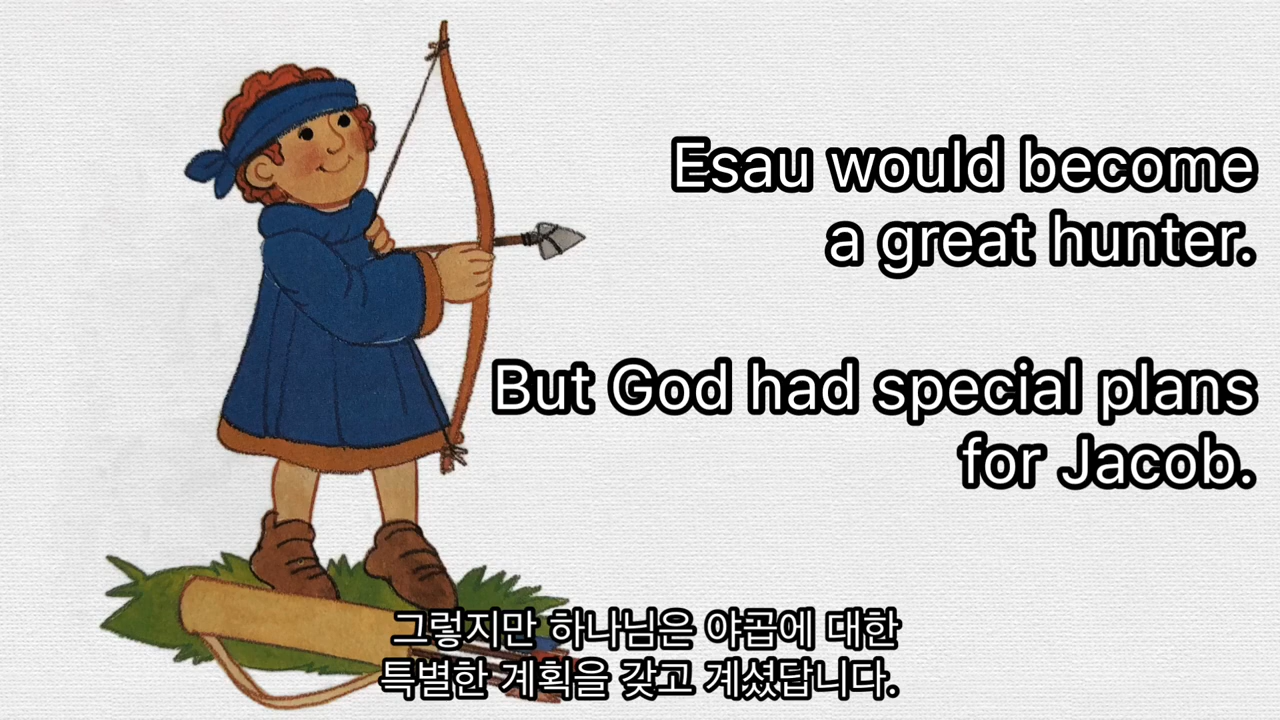 Esau would become
a great hunter.
But God had special plans
for Jacob.
그렇지만 하나님은 야곱에 대한
특별한 계획을 갖고 계셨답니다.